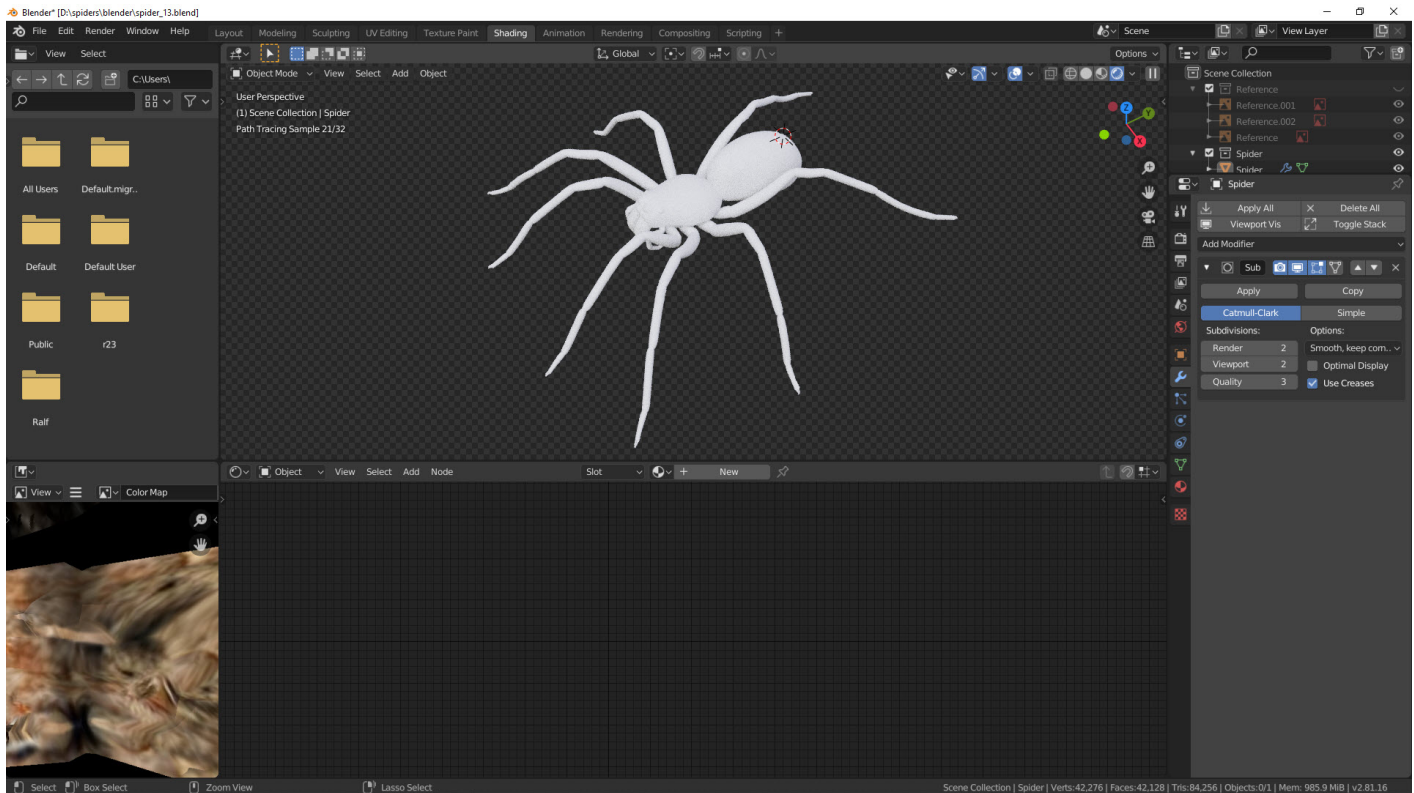 Blender* [D:\spiders\blender\spider_13.blend]
File Edit Render Window Help
Layout Modeling Sculpting UV Editing Texture Paint Shading Animation Rendering Compositing Scripting +
Scene
View Layer
View Select
Global
Options
C:\Users\
Object Mode View Select Add Object
User Perspective
(1) Scene Collection | Spider
Path Tracing Sample 21/32
Z
Y
X
All Users
Default.migr..
Default
Default User
Public
r23
Ralf
Scene Collection
Reference
Reference.001
Reference.002
Reference
Spider
Spider
Spider
Apply All
Delete All
Viewport Vis
Toggle Stack
Add Modifier
Sub
Apply
Copy
Catmull-Clark
Simple
Subdivisions:
Options:
Render 2
Smooth, keep corn..
Viewport 2
Optimal Display
Quality 3
Use Creases
View
Color Map
Object View Select Add Node
Slot
New
Select
Box Select
Zoom View
Lasso Select
Scene Collection | Spider | Verts:42,276 | Faces:42,128 | Tris:84,256 | Objects:0/1 | Mem: 985.9 MiB | v2.81.16